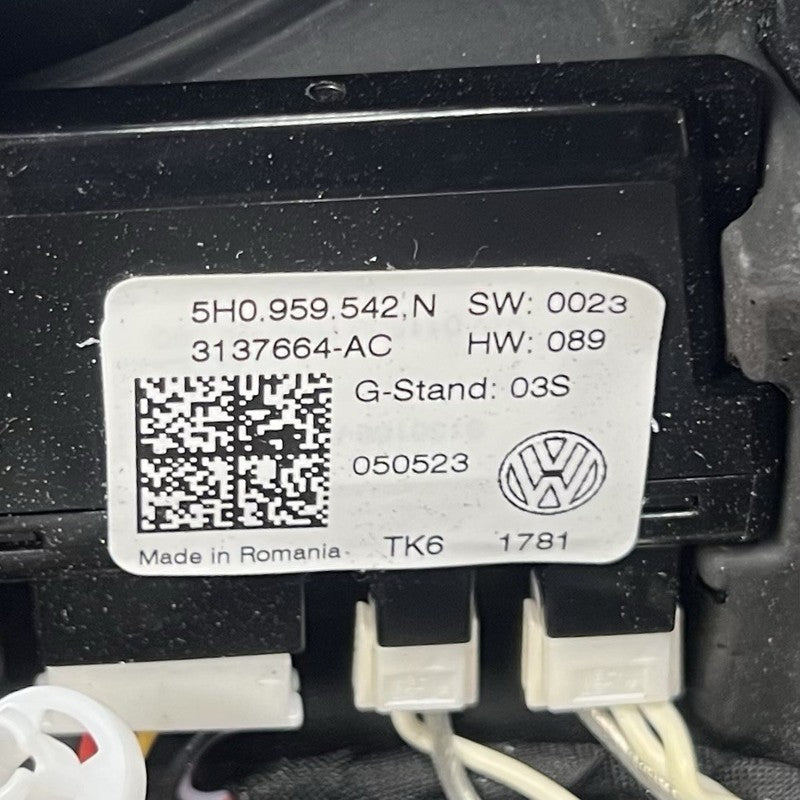 5H0.959.542,N SW: 0023
3137664-AC HW: 089
G-Stand: 03S
050523
Made in Romania TK6 1781